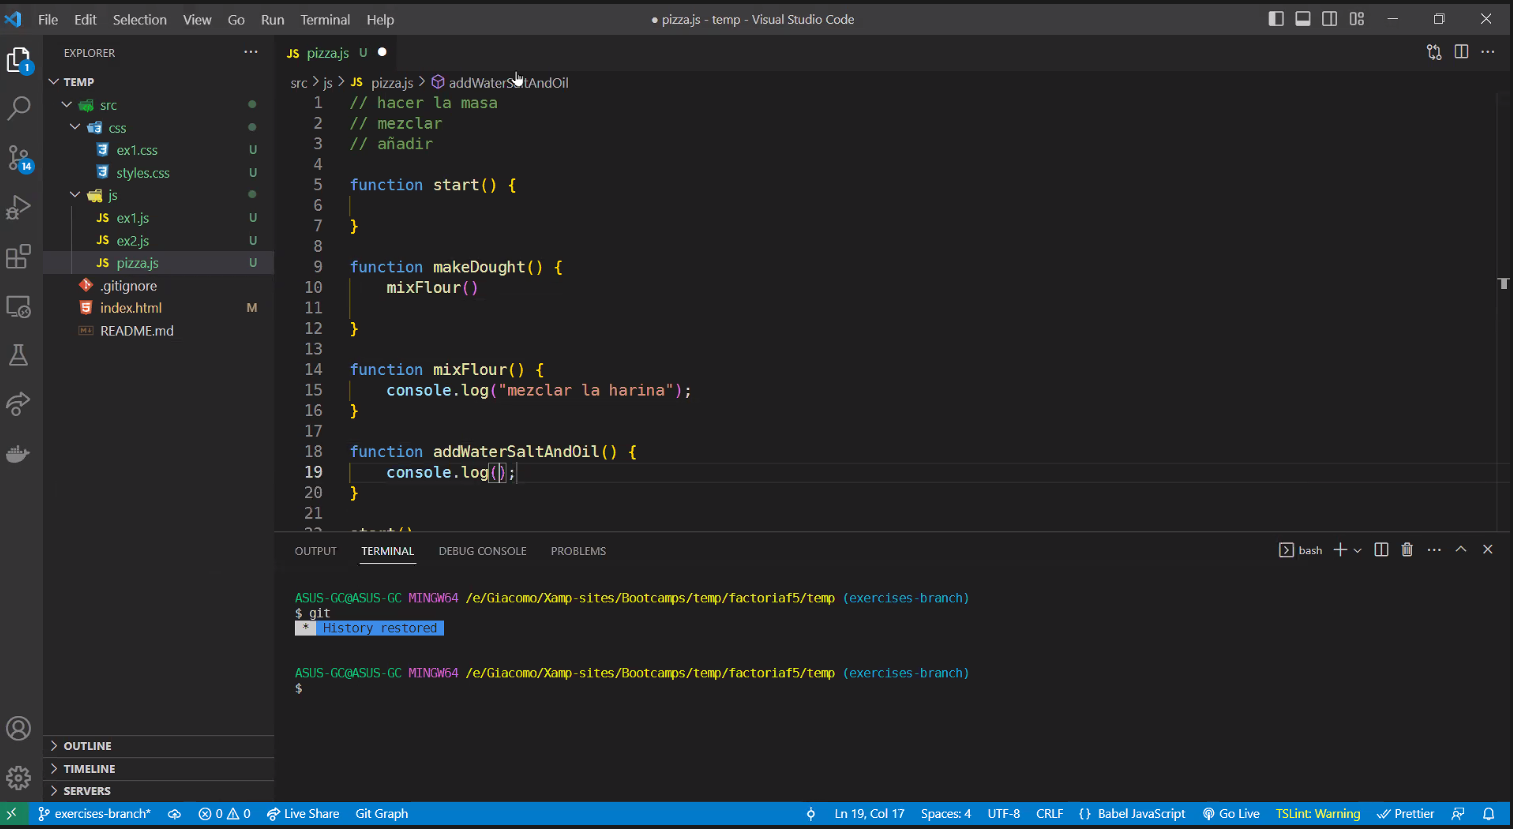 File Edit Selection View Go Run Terminal Help
● pizza.js - temp - Visual Studio Code
EXPLORER
1
14
TEMP
src
css
ex1.css U
styles.css U
js
ex1.js U
ex2.js U
pizza.js U
.gitignore
index.html M
README.md
OUTLINE
TIMELINE
SERVERS
JS pizza.js U
src > js > JS pizza.js > addWaterSaltAndOil
1 // hacer la masa
2 // mezclar
3 // añadir
4
5 function start() {
6
7 }
8
9 function makeDought() {
10 mixFlour()
11
12 }
13
14 function mixFlour() {
15 console.log("mezclar la harina");
16 }
17
18 function addWaterSaltAndOil() {
19 console.log();
20 }
21
22 start()
OUTPUT TERMINAL DEBUG CONSOLE PROBLEMS
bash
ASUS-GC@ASUS-GC MINGW64 /e/Giacomo/Xamp-sites/Bootcamps/temp/factoriaf5/temp (exercises-branch)
$ git
* History restored
ASUS-GC@ASUS-GC MINGW64 /e/Giacomo/Xamp-sites/Bootcamps/temp/factoriaf5/temp (exercises-branch)
$
exercises-branch* 0 0 Live Share Git Graph
Ln 19, Col 17 Spaces: 4 UTF-8 CRLF {} Babel JavaScript Go Live TSLint: Warning Prettier